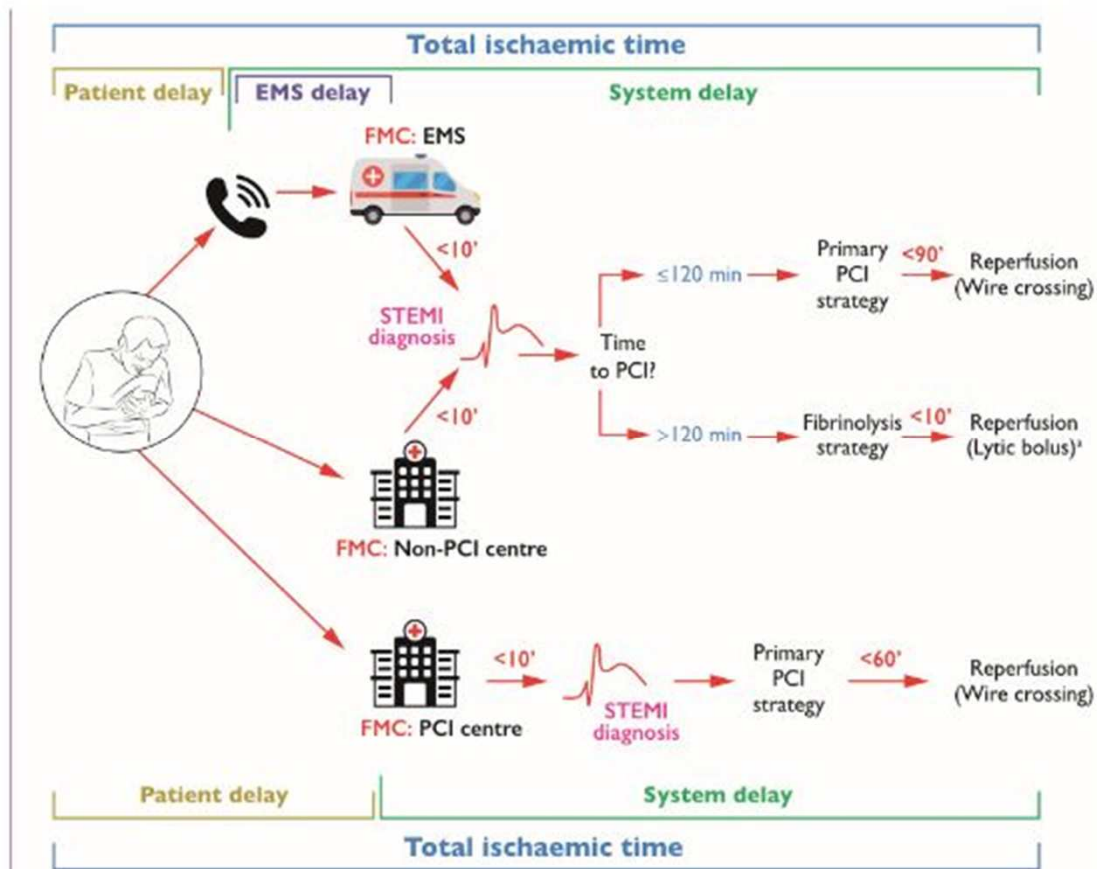 Total ischaemic time
Patient delay
EMS delay
System delay
FMC: EMS
<10'
STEMI
diagnosis
<10'
Time
to PCI?
≤120 min
Primary
PCI
strategy
<90'
Reperfusion
(Wire crossing)
>120 min
Fibrinolysis
strategy
<10'
Reperfusion
(Lytic bolus)ᵃ
FMC: Non-PCI centre
FMC: PCI centre
<10'
STEMI
diagnosis
Primary
PCI
strategy
<60'
Reperfusion
(Wire crossing)
Patient delay
System delay
Total ischaemic time